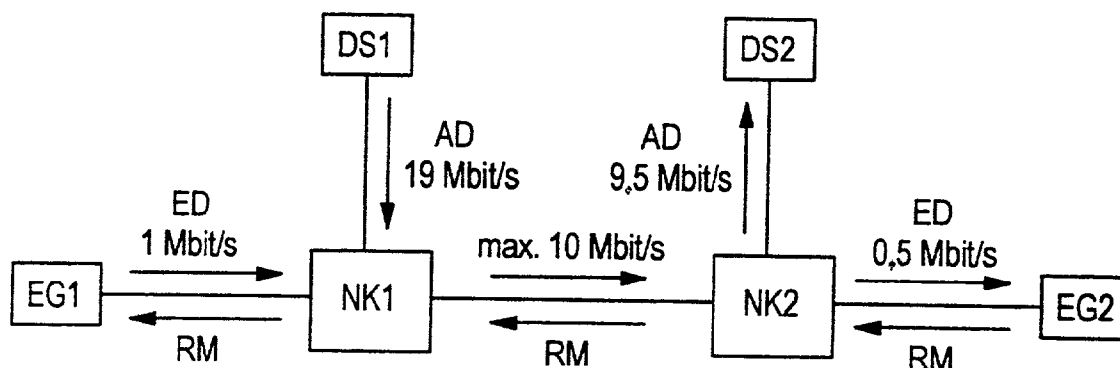 DS1
DS2
AD
19 Mbit/s
AD
9,5 Mbit/s
ED
1 Mbit/s
max. 10 Mbit/s
ED
0,5 Mbit/s
EG1
NK1
NK2
EG2
RM
RM
RM